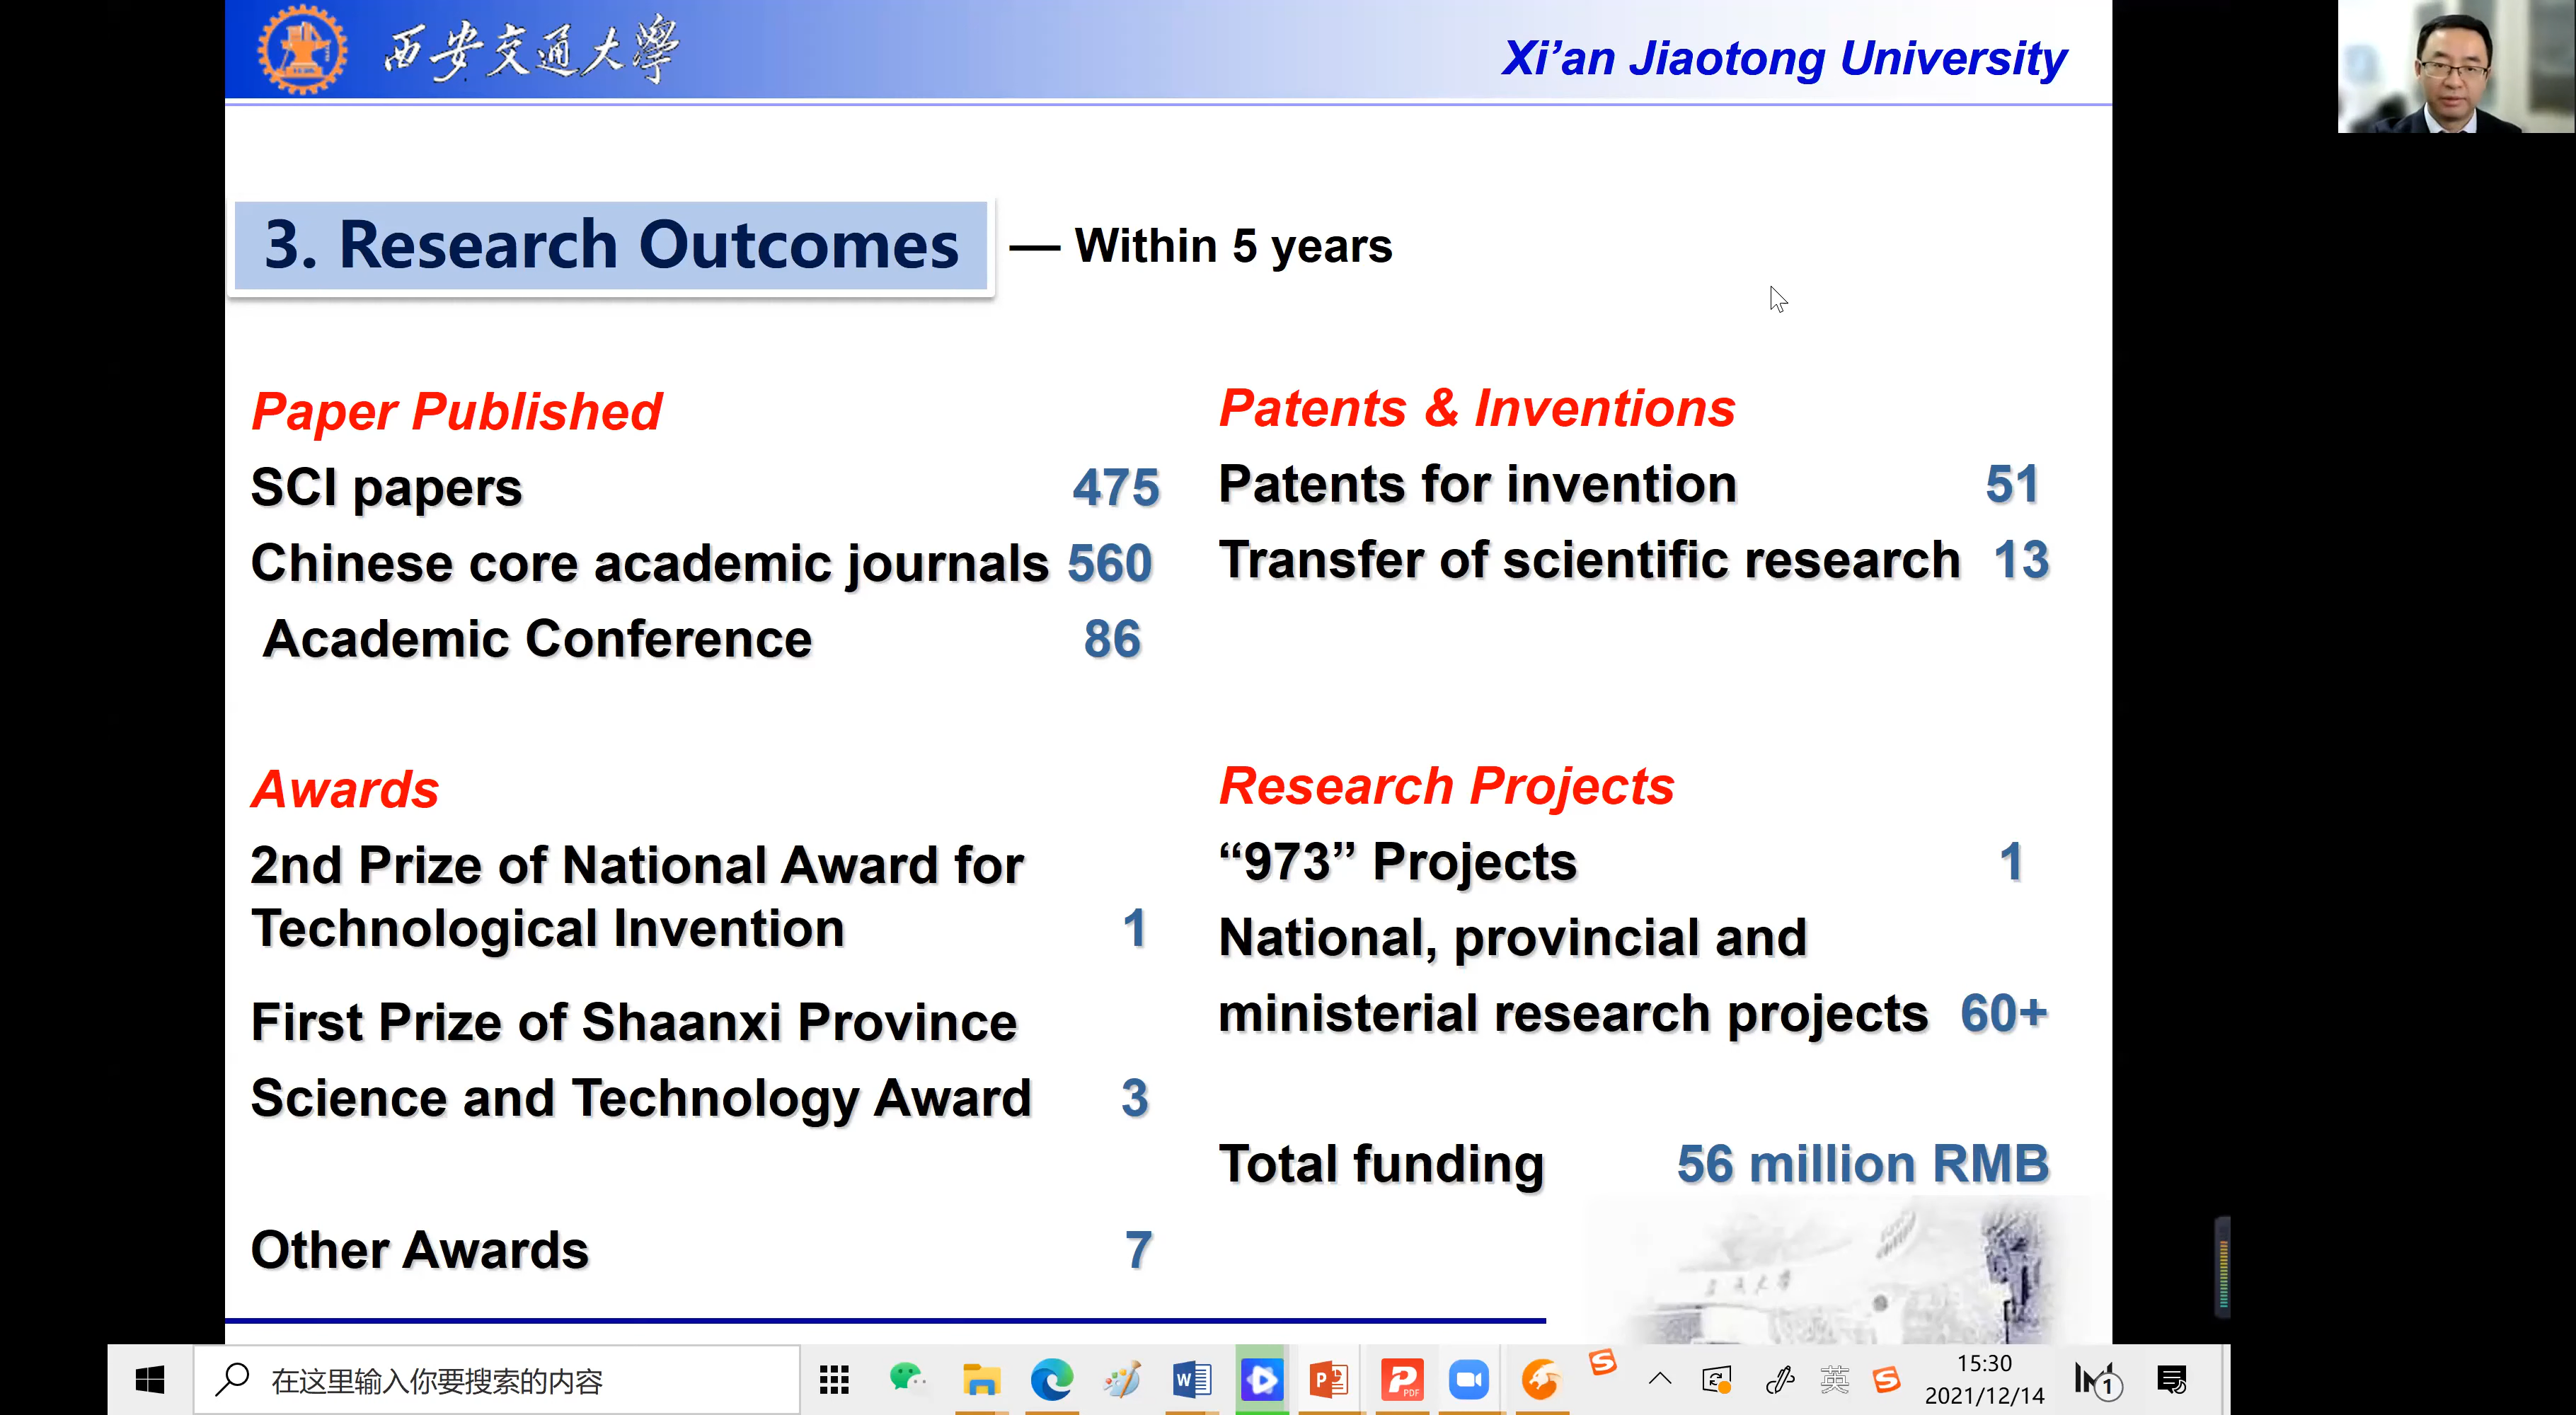 西安交通大學
Xi’an Jiaotong University
3. Research Outcomes — Within 5 years
Paper Published
SCI papers 475
Chinese core academic journals 560
Academic Conference 86
Patents & Inventions
Patents for invention 51
Transfer of scientific research 13
Awards
2nd Prize of National Award for
Technological Invention 1
First Prize of Shaanxi Province
Science and Technology Award 3
Other Awards 7
Research Projects
“973” Projects 1
National, provincial and
ministerial research projects 60+
Total funding 56 million RMB
在这里输入你要搜索的内容
英
15:30
2021/12/14
1